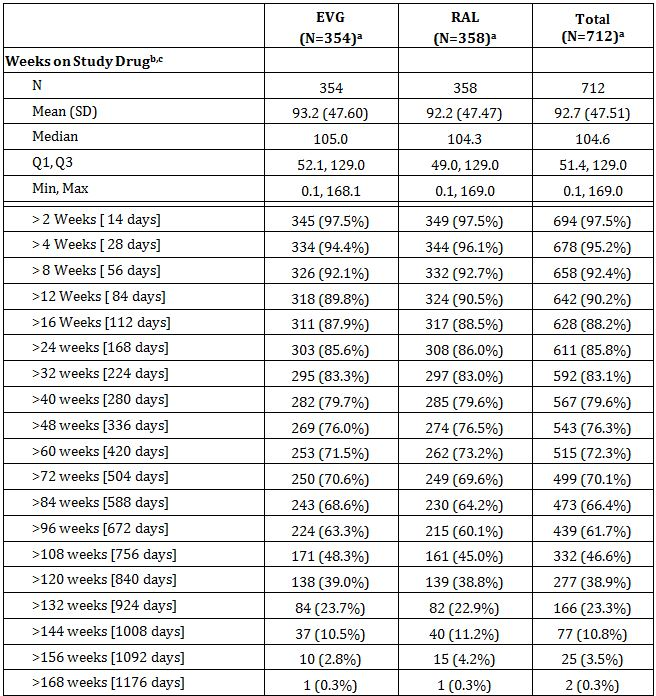 EVG (N=354)ᵃ RAL (N=358)ᵃ Total (N=712)ᵃ
Weeks on Study Drugᵇ,ᶜ
N 354 358 712
Mean (SD) 93.2 (47.60) 92.2 (47.47) 92.7 (47.51)
Median 105.0 104.3 104.6
Q1, Q3 52.1, 129.0 49.0, 129.0 51.4, 129.0
Min, Max 0.1, 168.1 0.1, 169.0 0.1, 169.0
>2 Weeks [ 14 days] 345 (97.5%) 349 (97.5%) 694 (97.5%)
>4 Weeks [ 28 days] 334 (94.4%) 344 (96.1%) 678 (95.2%)
>8 Weeks [ 56 days] 326 (92.1%) 332 (92.7%) 658 (92.4%)
>12 Weeks [ 84 days] 318 (89.8%) 324 (90.5%) 642 (90.2%)
>16 Weeks [112 days] 311 (87.9%) 317 (88.5%) 628 (88.2%)
>24 weeks [168 days] 303 (85.6%) 308 (86.0%) 611 (85.8%)
>32 weeks [224 days] 295 (83.3%) 297 (83.0%) 592 (83.1%)
>40 weeks [280 days] 282 (79.7%) 285 (79.6%) 567 (79.6%)
>48 weeks [336 days] 269 (76.0%) 274 (76.5%) 543 (76.3%)
>60 weeks [420 days] 253 (71.5%) 262 (73.2%) 515 (72.3%)
>72 weeks [504 days] 250 (70.6%) 249 (69.6%) 499 (70.1%)
>84 weeks [588 days] 243 (68.6%) 230 (64.2%) 473 (66.4%)
>96 weeks [672 days] 224 (63.3%) 215 (60.1%) 439 (61.7%)
>108 weeks [756 days] 171 (48.3%) 161 (45.0%) 332 (46.6%)
>120 weeks [840 days] 138 (39.0%) 139 (38.8%) 277 (38.9%)
>132 weeks [924 days] 84 (23.7%) 82 (22.9%) 166 (23.3%)
>144 weeks [1008 days] 37 (10.5%) 40 (11.2%) 77 (10.8%)
>156 weeks [1092 days] 10 (2.8%) 15 (4.2%) 25 (3.5%)
>168 weeks [1176 days] 1 (0.3%) 1 (0.3%) 2 (0.3%)